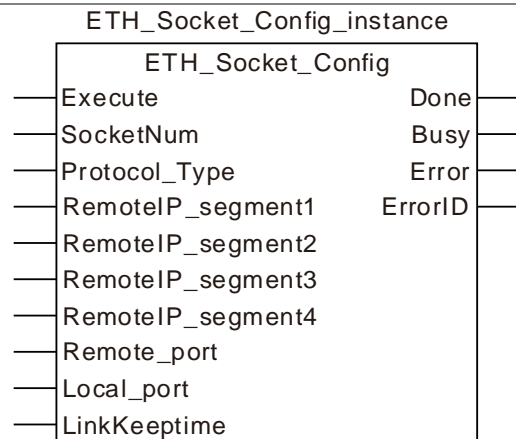 ETH_Socket_Config_instance
ETH_Socket_Config
Execute Done
SocketNum Busy
Protocol_Type Error
RemoteIP_segment1 ErrorID
RemoteIP_segment2
RemoteIP_segment3
RemoteIP_segment4
Remote_port
Local_port
LinkKeeptime